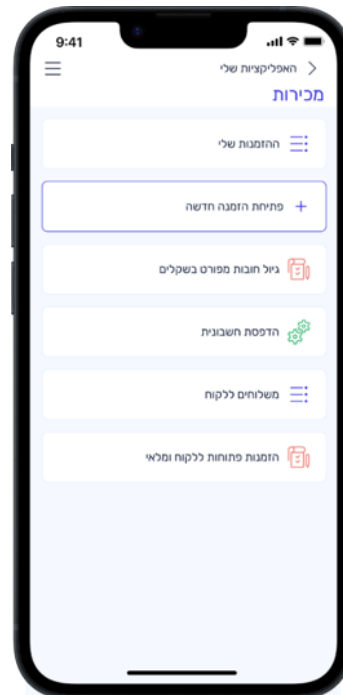 9:41
האפליקציות שלי
מכירות
ההזמנות שלי
פתיחת הזמנה חדשה
גיול חובות מפורט בשקלים
הדפסת חשבונית
משלוחים ללקוח
הזמנות פתוחות ללקוח ומלאי